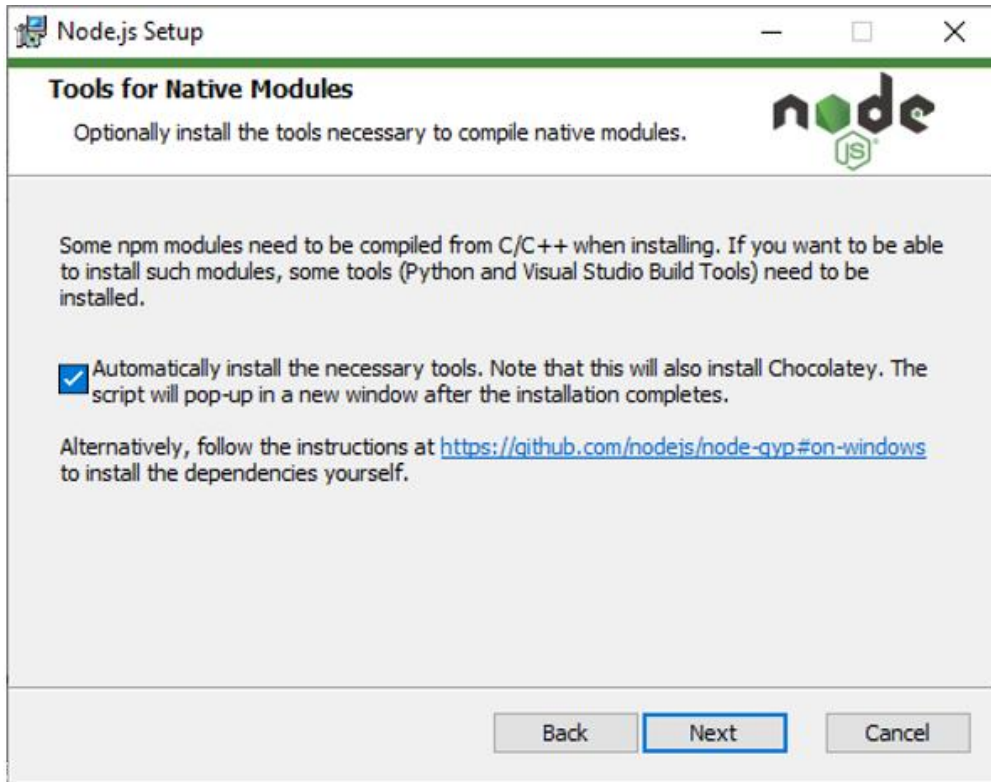 Node.js Setup
Tools for Native Modules
Optionally install the tools necessary to compile native modules.
node
JS
Some npm modules need to be compiled from C/C++ when installing. If you want to be able
to install such modules, some tools (Python and Visual Studio Build Tools) need to be
installed.
Automatically install the necessary tools. Note that this will also install Chocolatey. The
script will pop-up in a new window after the installation completes.
Alternatively, follow the instructions at https://github.com/nodejs/node-gyp#on-windows
to install the dependencies yourself.
Back
Next
Cancel